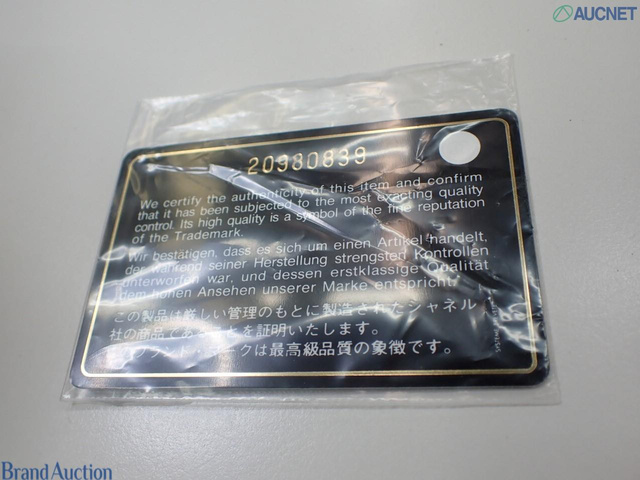 AUCNET
20980839
We certify the authenticity of this item and confirm
that it has been subjected to the most exacting quality
control. Its high quality is a symbol of the fine reputation
of the Trademark.
Wir bestätigen, dass es sich um einen Artikel handelt,
der während seiner Herstellung strengsten Kontrollen
unterworfen war, und dessen erstklassige Qualität
dem hohen Ansehen unserer Marke entspricht.
この製品は厳しい管理のもとに製造されたシャネル
社の商品であることを証明いたします。
クは最高級品質の象徴です。
Brand Auction